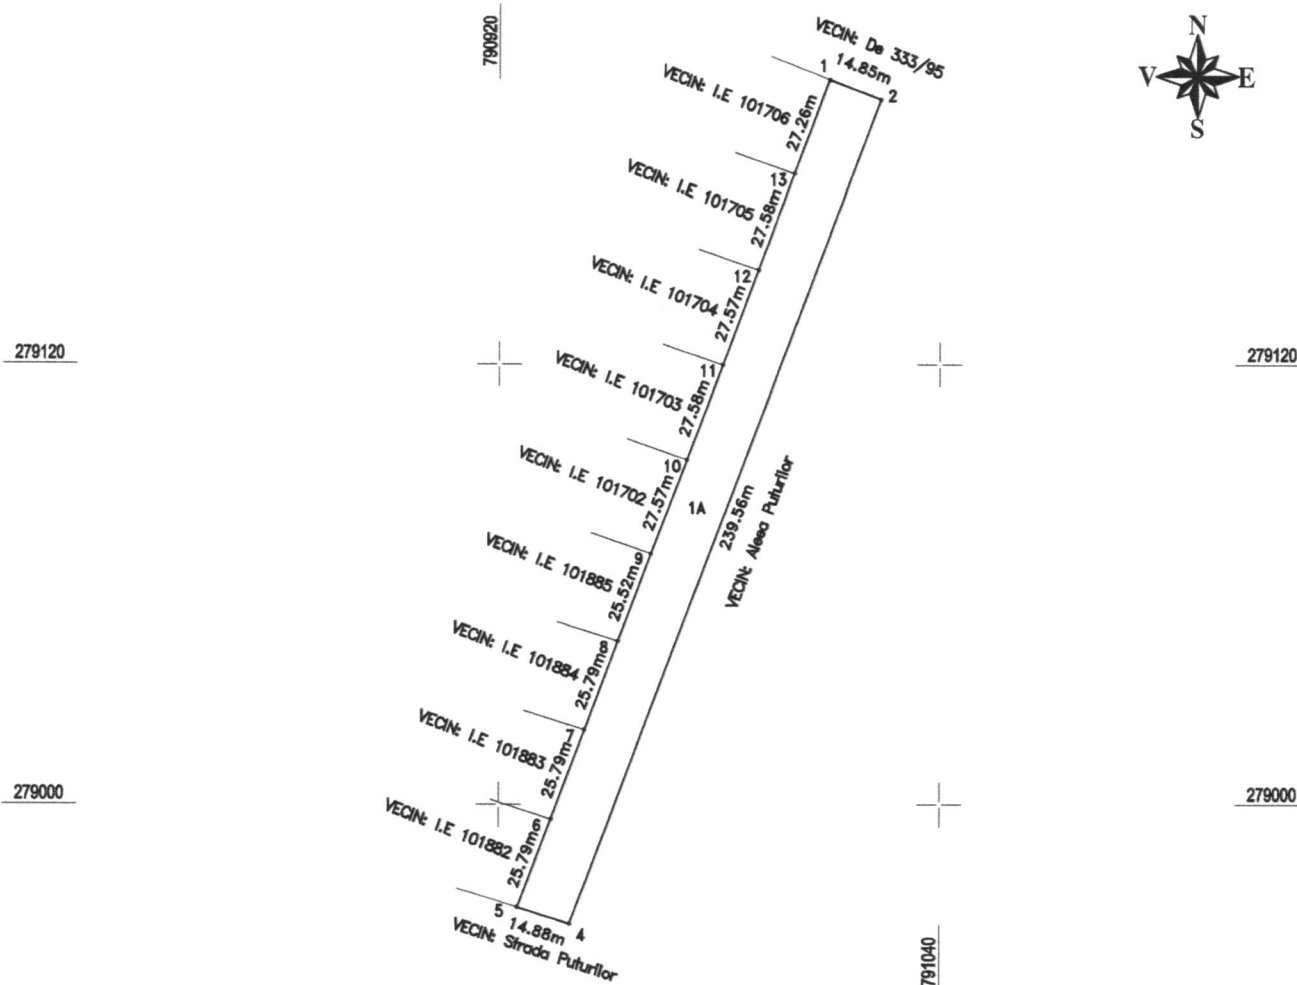 790920
N
V
E
S
VECIN: De 333/95
1
14.85m
2
VECIN: I.E 101706
27.26m
13
VECIN: I.E 101705
27.58m
12
VECIN: I.E 101704
27.57m
279120
279120
11
VECIN: I.E 101703
27.58m
10
VECIN: I.E 101702
27.57m
1A
239.56m
VECIN: Aleea Puturilor
9
VECIN: I.E 101885
25.52m
8
VECIN: I.E 101884
25.79m
7
VECIN: I.E 101883
25.79m
279000
279000
6
VECIN: I.E 101882
25.79m
5
14.88m
4
VECIN: Strada Puturilor
791040